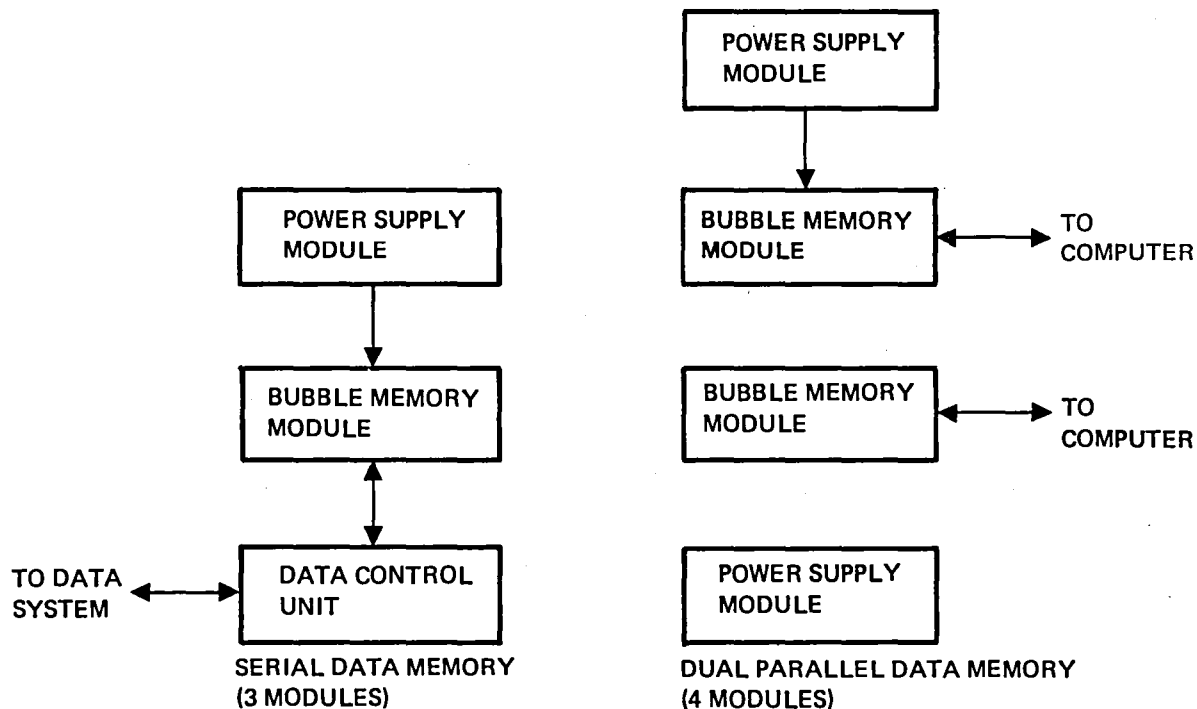 POWER SUPPLY
MODULE
BUBBLE MEMORY
MODULE
DATA CONTROL
UNIT
TO DATA
SYSTEM
SERIAL DATA MEMORY
(3 MODULES)
POWER SUPPLY
MODULE
BUBBLE MEMORY
MODULE
TO
COMPUTER
BUBBLE MEMORY
MODULE
TO
COMPUTER
POWER SUPPLY
MODULE
DUAL PARALLEL DATA MEMORY
(4 MODULES)